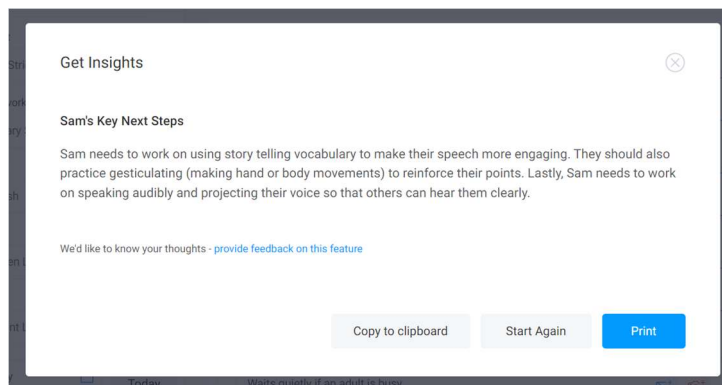 Get Insights
Sam's Key Next Steps
Sam needs to work on using story telling vocabulary to make their speech more engaging. They should also
practice gesticulating (making hand or body movements) to reinforce their points. Lastly, Sam needs to work
on speaking audibly and projecting their voice so that others can hear them clearly.
We'd like to know your thoughts - provide feedback on this feature
Copy to clipboard Start Again Print
Today Waits quietly if an adult is busy